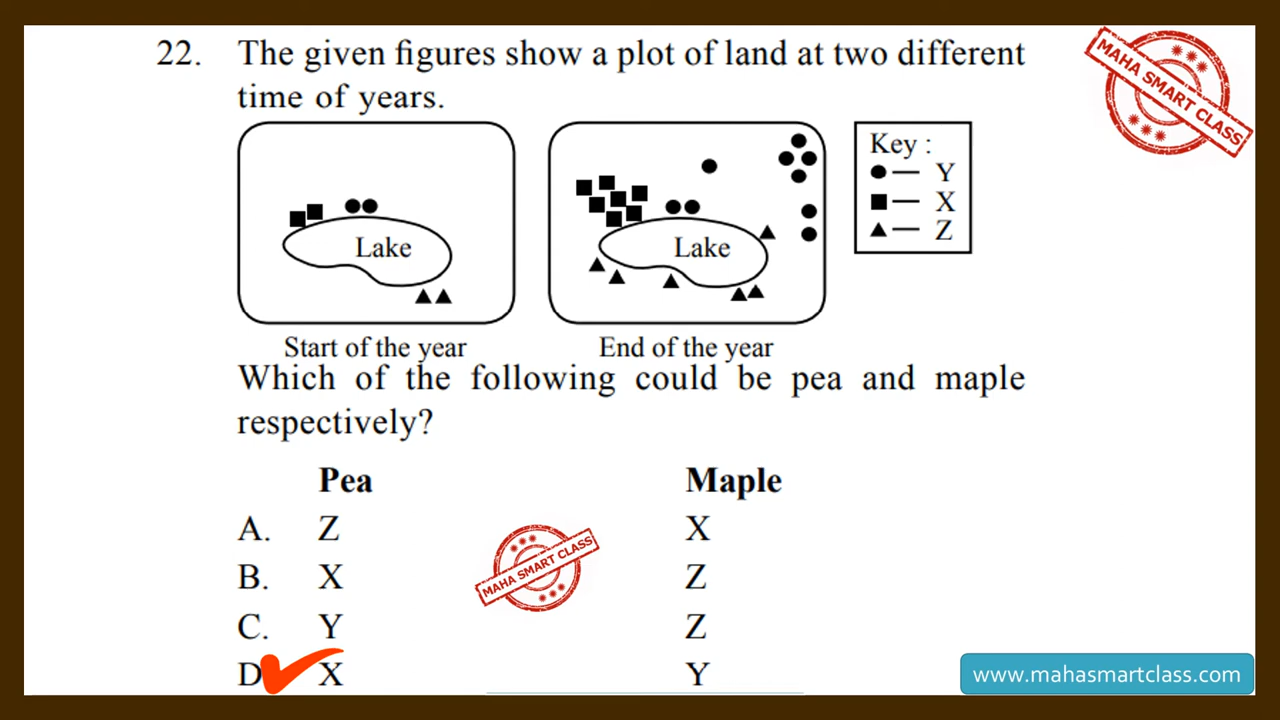 22. The given figures show a plot of land at two different
time of years.
MAHA SMART CLASS
Key :
Y
X
Z
Lake
Lake
Start of the year
End of the year
Which of the following could be pea and maple
respectively?
Pea Maple
A. Z X
B. X Z
MAHA SMART CLASS
C. Y Z
D X Y
www.mahasmartclass.com